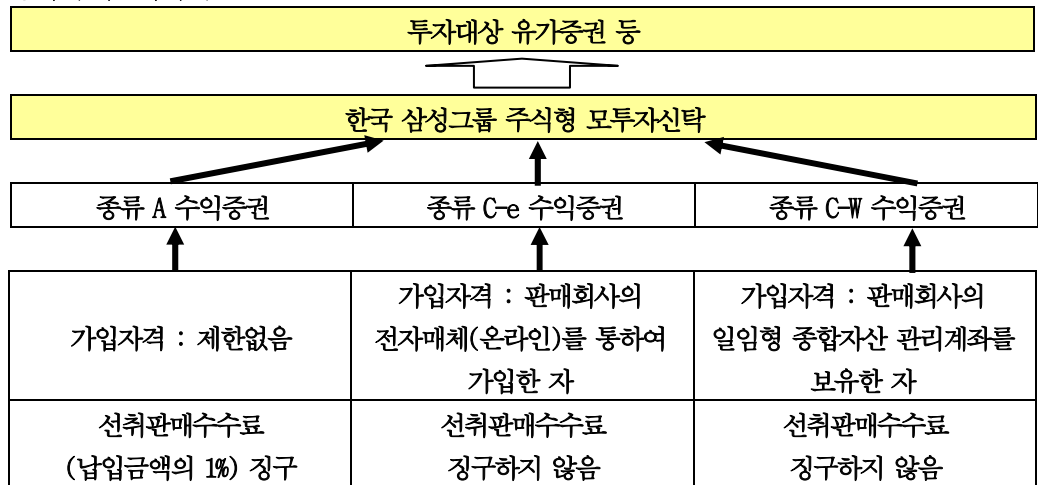 투자대상 유가증권 등
한국 삼성그룹 주식형 모투자신탁
종류 A 수익증권
종류 C-e 수익증권
종류 C-W 수익증권
가입자격 : 제한없음
가입자격 : 판매회사의
전자매체(온라인)를 통하여
가입한 자
가입자격 : 판매회사의
일임형 종합자산 관리계좌를
보유한 자
선취판매수수료
(납입금액의 1%) 징구
선취판매수수료
징구하지 않음
선취판매수수료
징구하지 않음